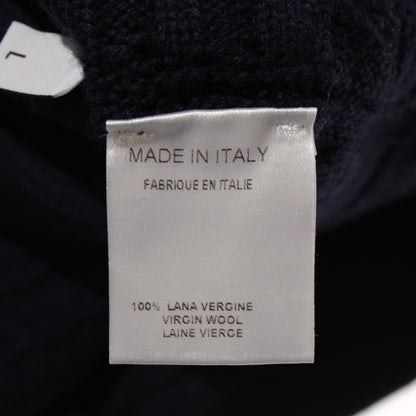 L
MADE IN ITALY
FABRIQUE EN ITALIE
100% LANA VERGINE
VIRGIN WOOL
LAINE VIERGE